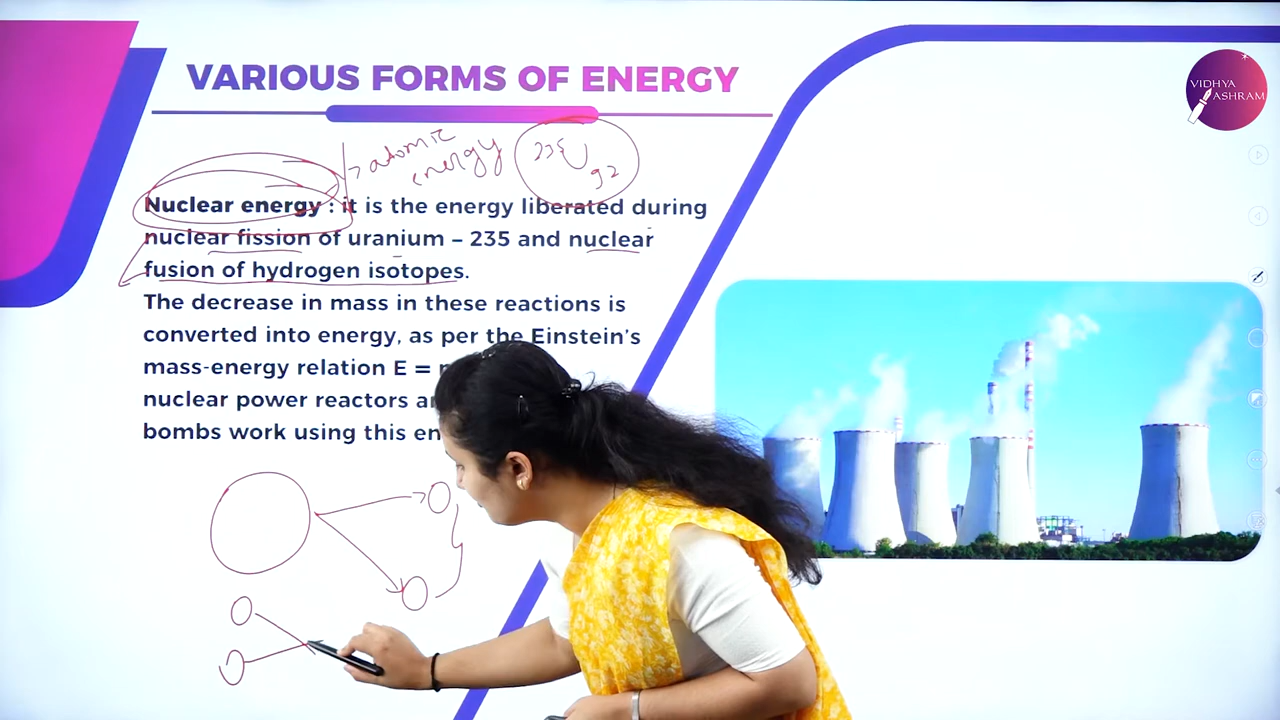 VARIOUS FORMS OF ENERGY
VIDHYA
ASHRAM
atomic
energy
235 U 92
Nuclear energy : it is the energy liberated during
nuclear fission of uranium – 235 and nuclear
fusion of hydrogen isotopes.
The decrease in mass in these reactions is
converted into energy, as per the Einstein's
mass-energy relation E =
nuclear power reactors
bombs work using this